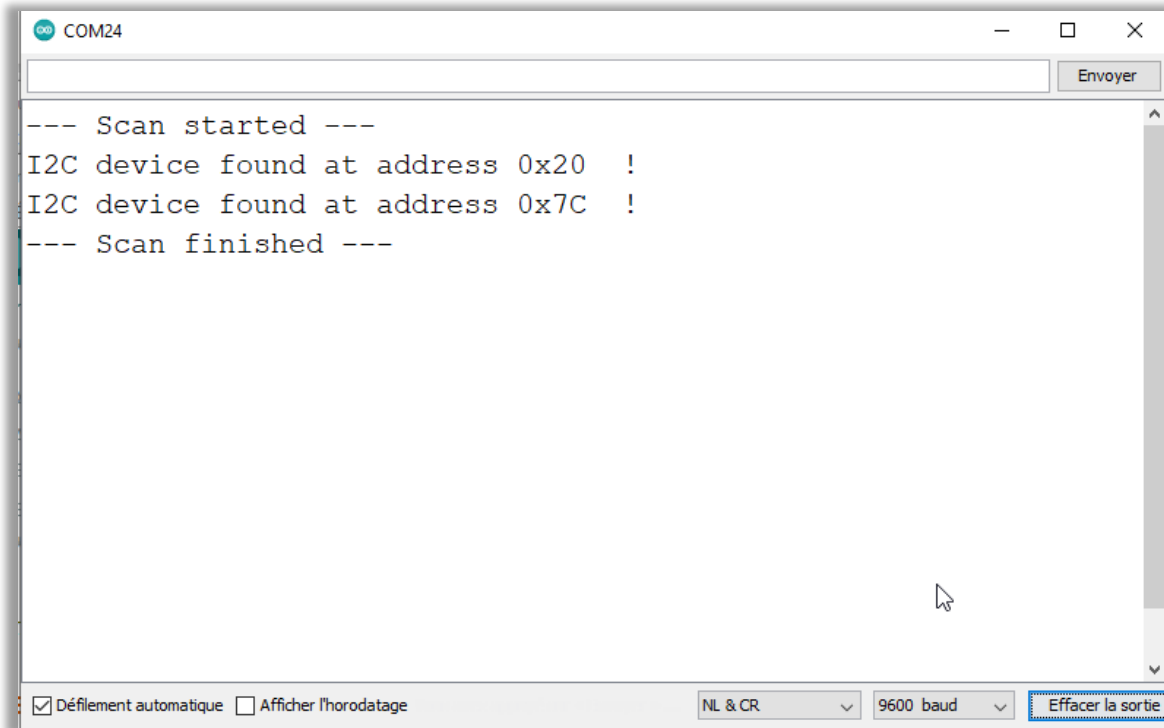 COM24
Envoyer
--- Scan started ---
I2C device found at address 0x20  !
I2C device found at address 0x7C  !
--- Scan finished ---
Défilement automatique Afficher l'horodatage NL & CR 9600 baud Effacer la sortie